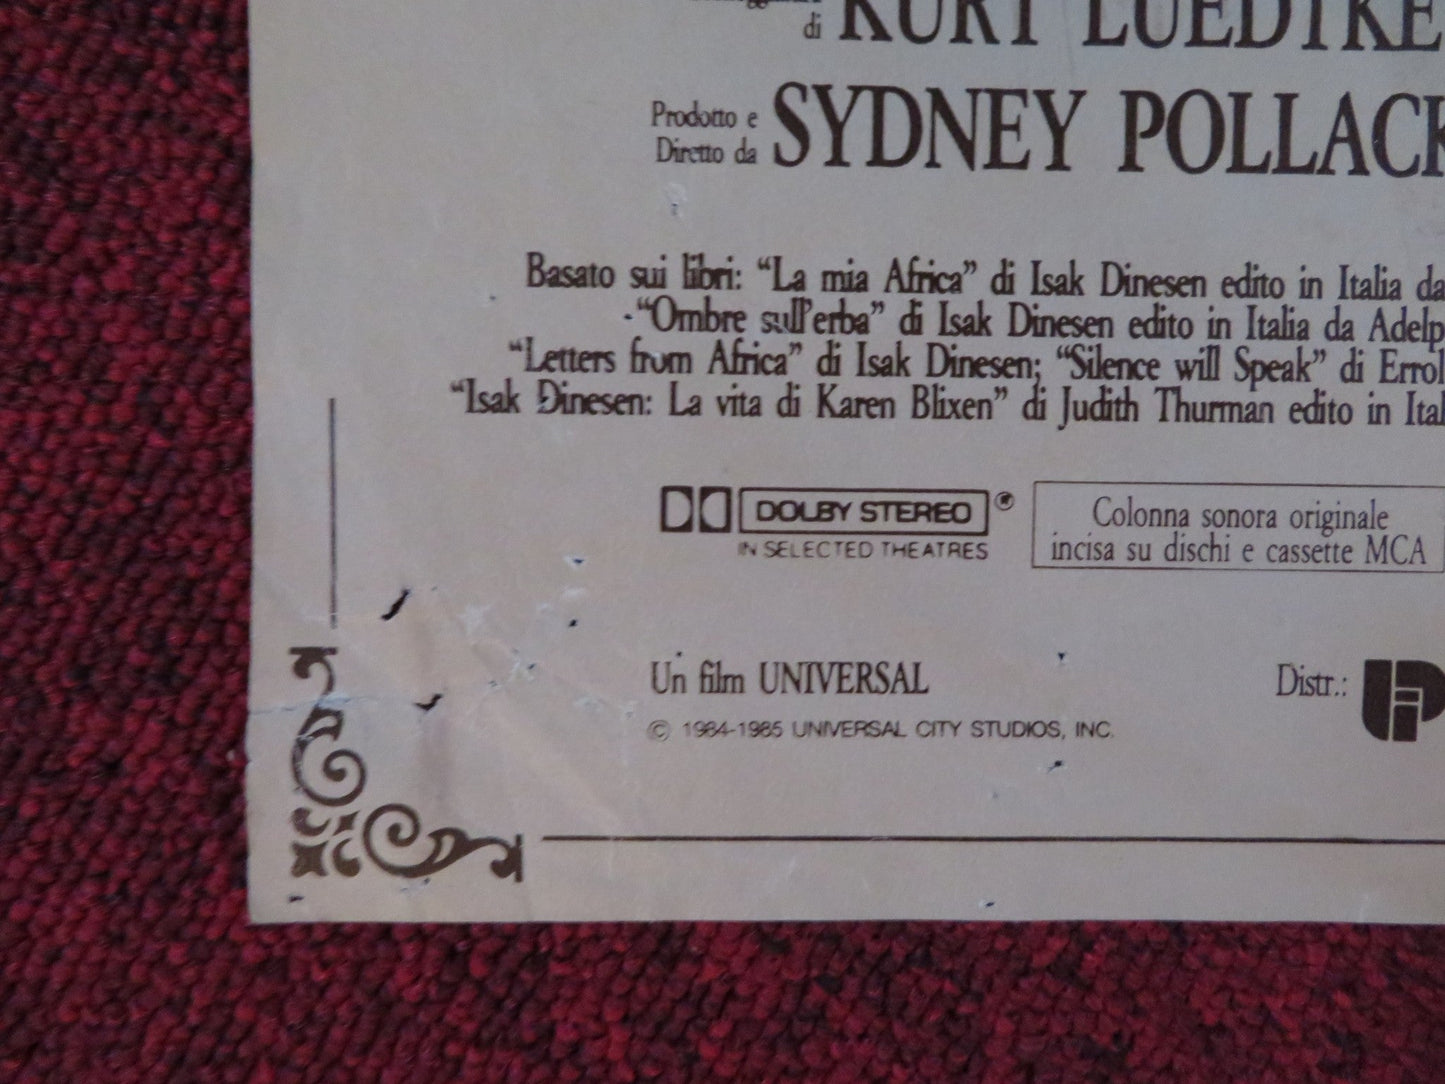 di KURT LUEDTKE
Prodotto e
Diretto da SYDNEY POLLACK
Basato sui libri: “La mia Africa” di Isak Dinesen edito in Italia da
“Ombre sull'erba” di Isak Dinesen edito in Italia da Adelp
“Letters from Africa” di Isak Dinesen; “Silence will Speak” di Errol
“Isak Dinesen: La vita di Karen Blixen” di Judith Thurman edito in Ital
DOLBY STEREO ®
IN SELECTED THEATRES
Colonna sonora originale
incisa su dischi e cassette MCA
Un film UNIVERSAL
Distr.:
© 1984-1985 UNIVERSAL CITY STUDIOS, INC.